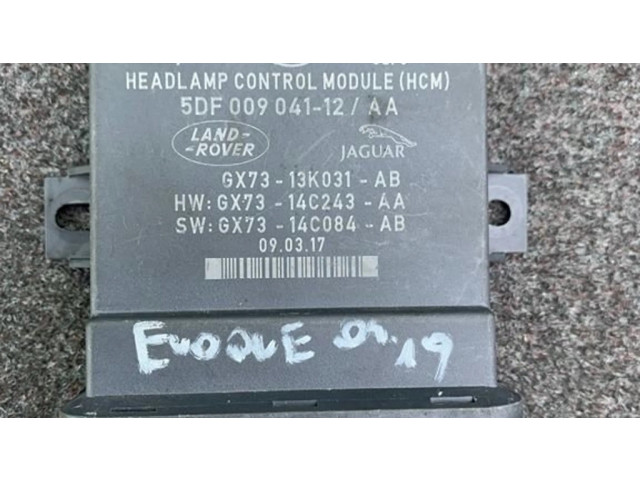 HEADLAMP CONTROL MODULE (HCM)
5DF 009 041-12 / AA
LAND-ROVER JAGUAR
GX73 - 13K031 - AB
HW: GX73 - 14C243 - AA
SW: GX73 - 14C084 - AB
09.03.17
EVOQUE 04.19